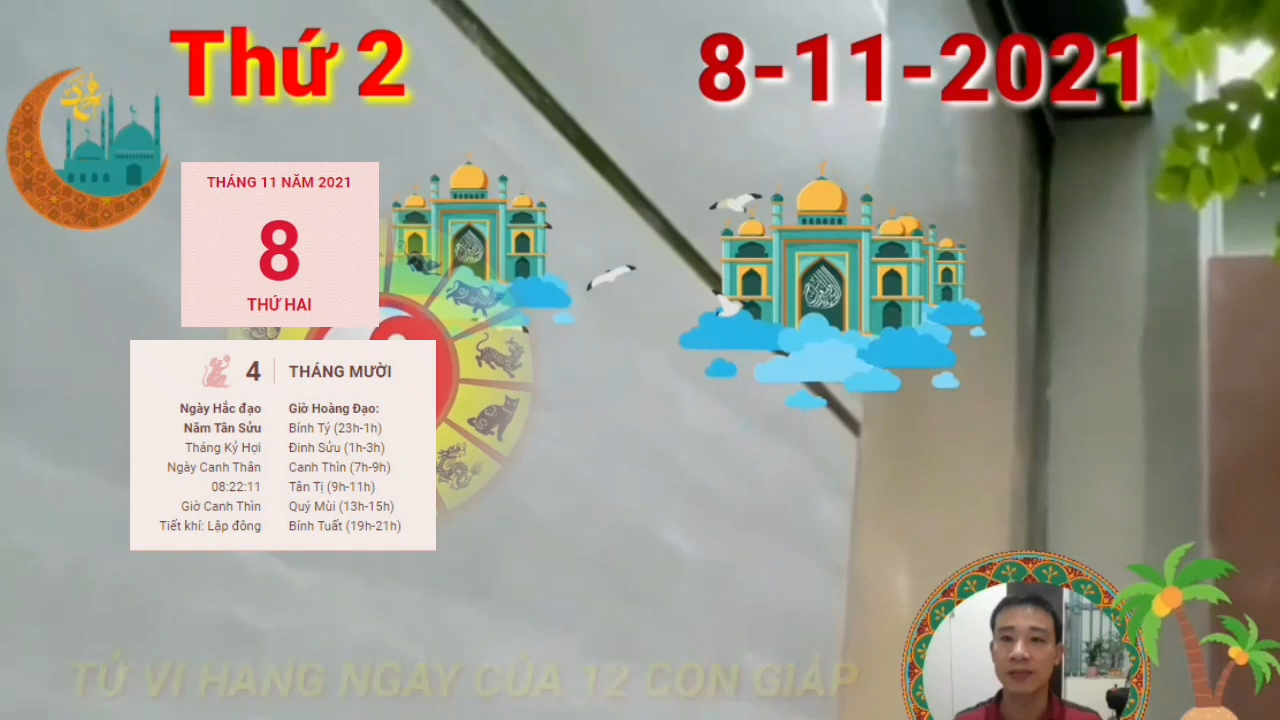 Thứ 2
8-11-2021
THÁNG 11 NĂM 2021
8
THỨ HAI
4
THÁNG MƯỜI
Ngày Hắc đạo
Năm Tân Sửu
Tháng Kỷ Hợi
Ngày Canh Thân
08:22:11
Giờ Canh Thìn
Tiết khí: Lập đông
Giờ Hoàng Đạo:
Bính Tý (23h-1h)
Đinh Sửu (1h-3h)
Canh Thìn (7h-9h)
Tân Tị (9h-11h)
Quý Mùi (13h-15h)
Bính Tuất (19h-21h)
TỬ VI HÀNG NGÀY CỦA 12 CON GIÁP